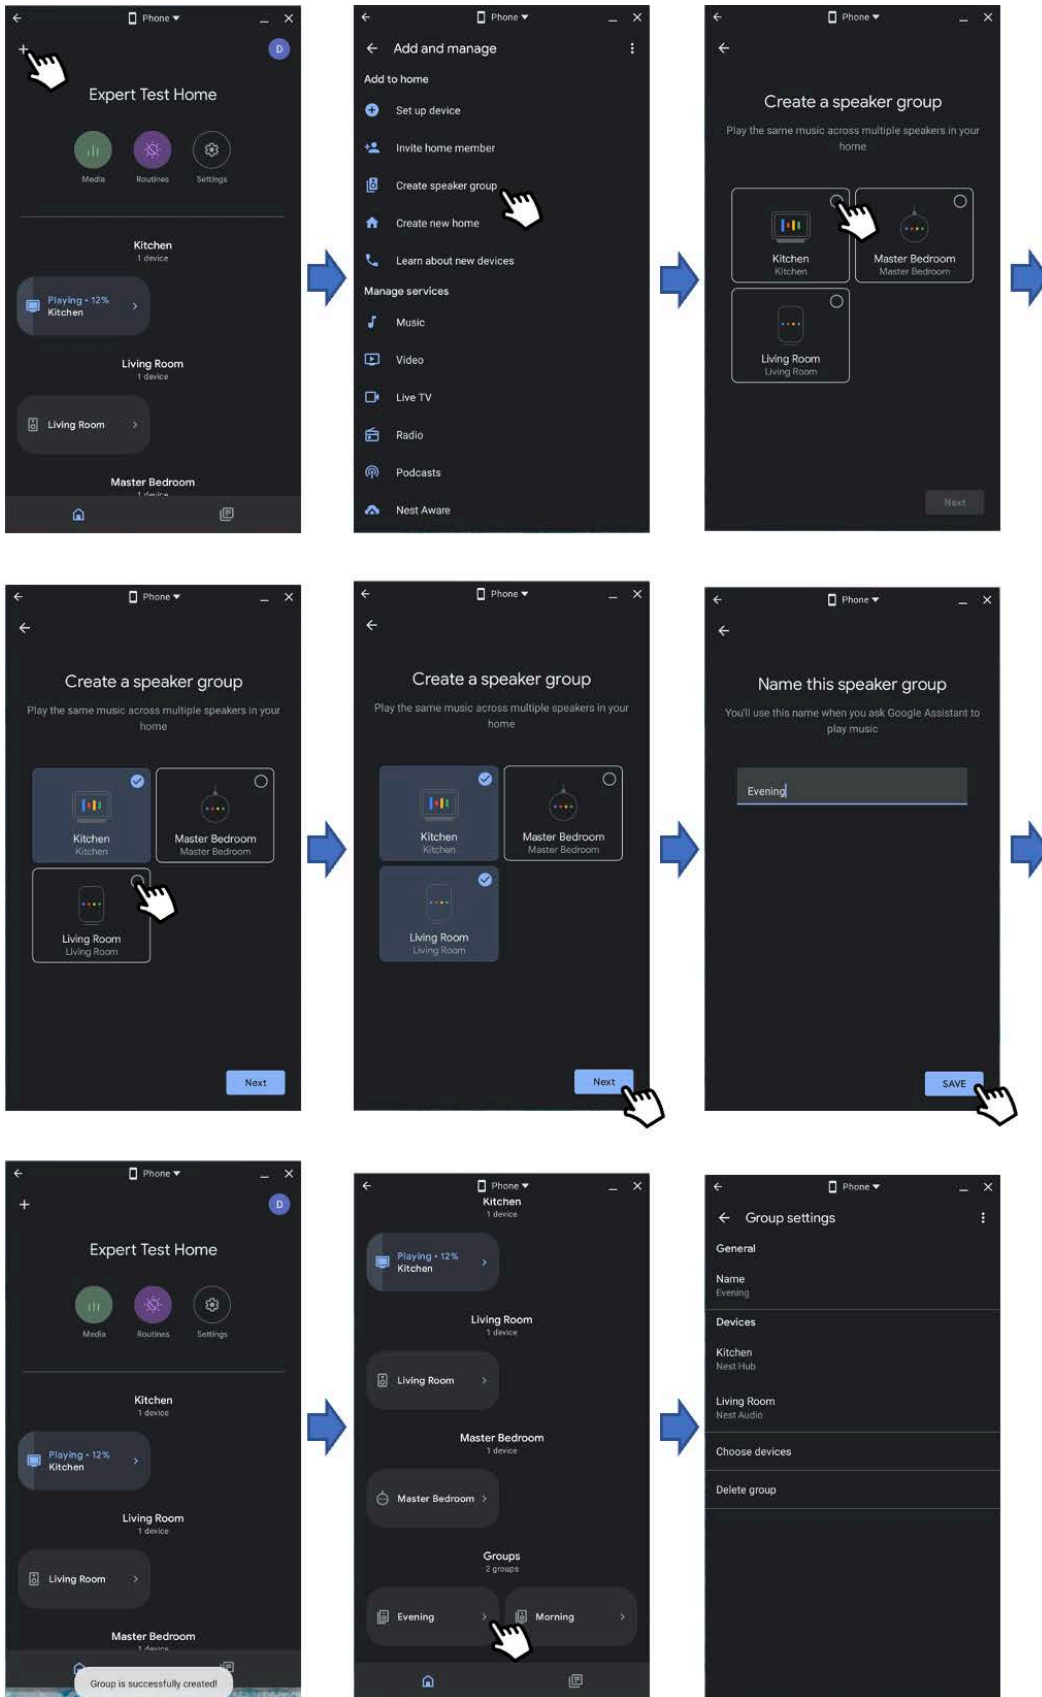 Phone
D
Expert Test Home
Media Routines Settings
Kitchen
1 device
Playing • 12%
Kitchen
Living Room
1 device
Living Room
Master Bedroom
1 device
Phone
Add and manage
Add to home
Set up device
Invite home member
Create speaker group
Create new home
Learn about new devices
Manage services
Music
Video
Live TV
Radio
Podcasts
Nest Aware
Phone
Create a speaker group
Play the same music across multiple speakers in your
home
Kitchen
Kitchen
Master Bedroom
Master Bedroom
Living Room
Living Room
Next
Phone
Create a speaker group
Play the same music across multiple speakers in your
home
Kitchen
Kitchen
Master Bedroom
Master Bedroom
Living Room
Living Room
Next
Phone
Create a speaker group
Play the same music across multiple speakers in your
home
Kitchen
Kitchen
Master Bedroom
Master Bedroom
Living Room
Living Room
Next
Phone
Name this speaker group
You'll use this name when you ask Google Assistant to
play music
Evening
SAVE
Phone
D
Expert Test Home
Media Routines Settings
Kitchen
1 device
Playing • 12%
Kitchen
Living Room
1 device
Living Room
Master Bedroom
1 device
Group is successfully created!
Phone
Kitchen
1 device
Playing • 12%
Kitchen
Living Room
1 device
Living Room
Master Bedroom
1 device
Master Bedroom
Groups
2 groups
Evening
Morning
Phone
Group settings
General
Name
Evening
Devices
Kitchen
Nest Hub
Living Room
Nest Audio
Choose devices
Delete group